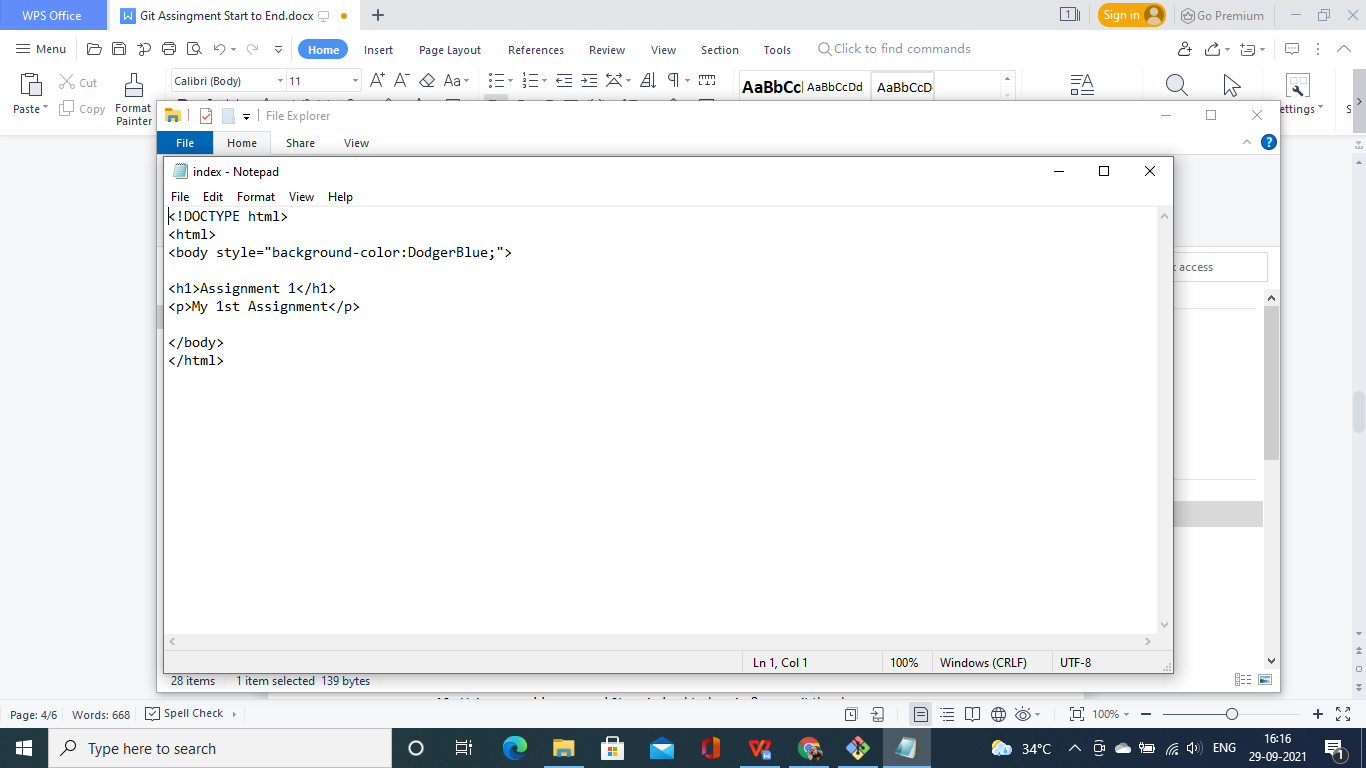 WPS Office
Git Assingment Start to End.docx
1
Sign in
Go Premium
Menu
Home
Insert
Page Layout
References
Review
View
Section
Tools
Click to find commands
Paste
Cut
Copy
Format
Painter
Calibri (Body)
11
AaBbCc
AaBbCcDd
AaBbCcD
ettings
S
File Explorer
File
Home
Share
View
index - Notepad
File Edit Format View Help
<!DOCTYPE html>
<html>
<body style="background-color:DodgerBlue;">
<h1>Assignment 1</h1>
<p>My 1st Assignment</p>
</body>
</html>
access
Ln 1, Col 1
100%
Windows (CRLF)
UTF-8
28 items
1 item selected 139 bytes
Page: 4/6
Words: 668
Spell Check
100%
Type here to search
34°C
ENG
16:16
29-09-2021
1